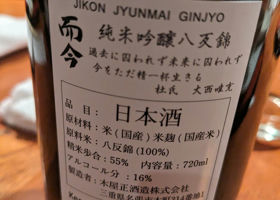 JIKON JYUNMAI GINJYO
而今 純米吟醸八反錦
過去に囚われず未来に囚われず
今をただ精一杯生きる
杜氏 大西唯克
品目:日本酒
原材料名:米(国産)米麹(国産米)
原料米:八反錦(100%)
精米歩合:55% 内容量:720ml
アルコール分:16%
製造者:木屋正酒造株式会社
三重県名張市本町314番地1